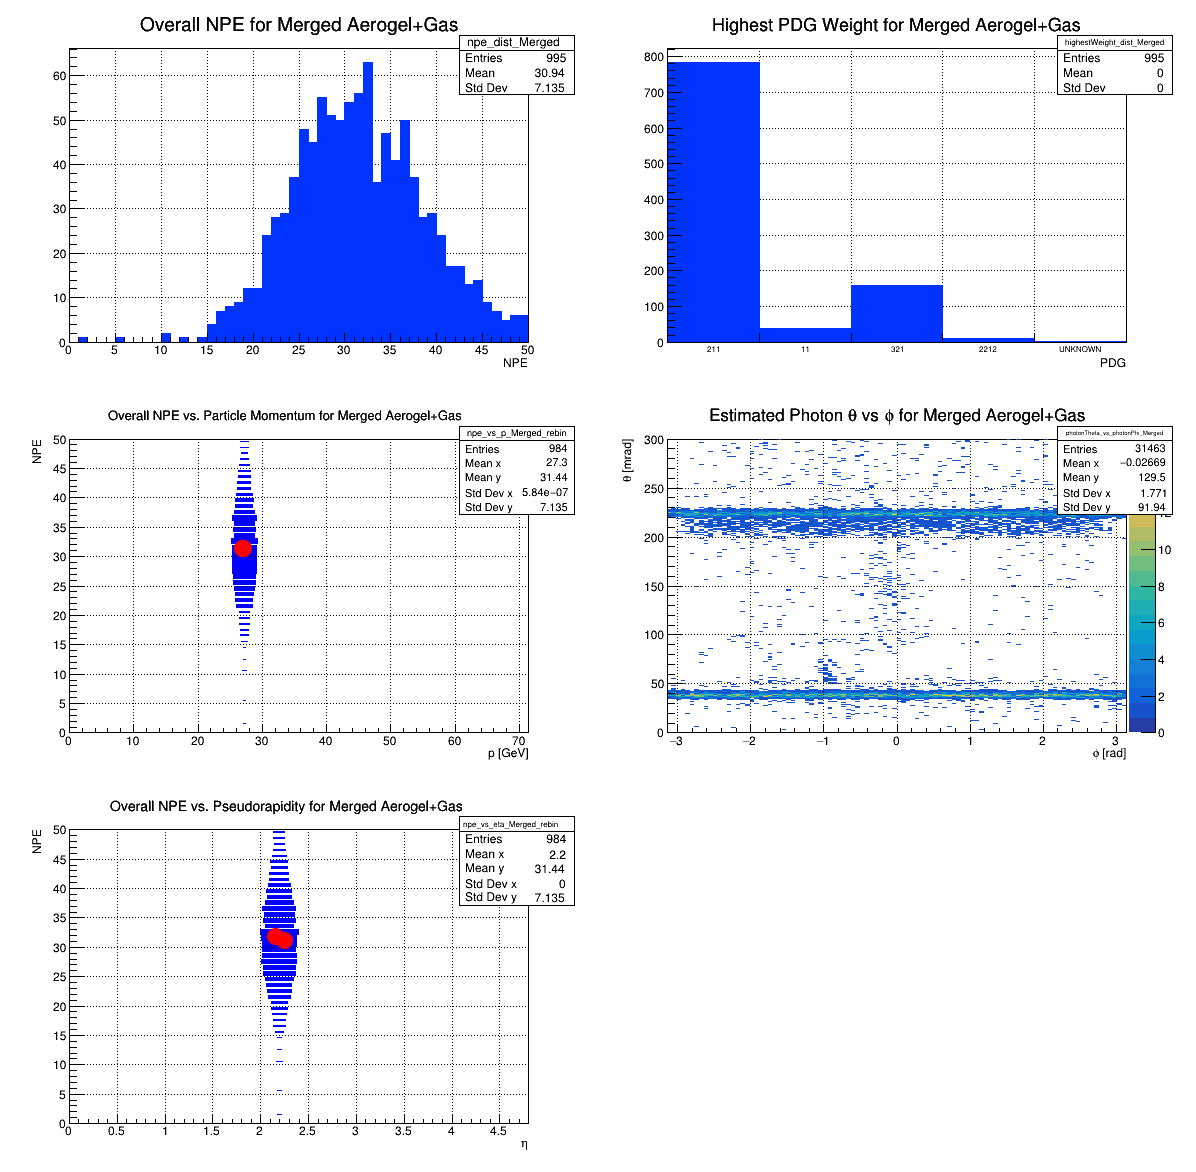 Overall NPE for Merged Aerogel+Gas
npe_dist_Merged
Entries 995
Mean 30.94
Std Dev 7.135
60
50
40
30
20
10
0
0 5 10 15 20 25 30 35 40 45 50
NPE
Highest PDG Weight for Merged Aerogel+Gas
highestWeight_dist_Merged
Entries 995
Mean 0
Std Dev 0
800
700
600
500
400
300
200
100
0
211 11 321 2212 UNKNOWN
PDG
Overall NPE vs. Particle Momentum for Merged Aerogel+Gas
npe_vs_p_Merged_rebin
Entries 984
Mean x 27.3
Mean y 31.44
Std Dev x 5.84e−07
Std Dev y 7.135
NPE
50
45
40
35
30
25
20
15
10
5
0
0 10 20 30 40 50 60 70
p [GeV]
Estimated Photon θ vs ϕ for Merged Aerogel+Gas
photonTheta_vs_photonPhi_Merged
Entries 31463
Mean x −0.02669
Mean y 129.5
Std Dev x 1.771
Std Dev y 91.94
θ [mrad]
300
250
200
150
100
50
0
−3 −2 −1 0 1 2 3
ϕ [rad]
12
10
8
6
4
2
0
Overall NPE vs. Pseudorapidity for Merged Aerogel+Gas
npe_vs_eta_Merged_rebin
Entries 984
Mean x 2.2
Mean y 31.44
Std Dev x 0
Std Dev y 7.135
NPE
50
45
40
35
30
25
20
15
10
5
0
0 0.5 1 1.5 2 2.5 3 3.5 4 4.5
η